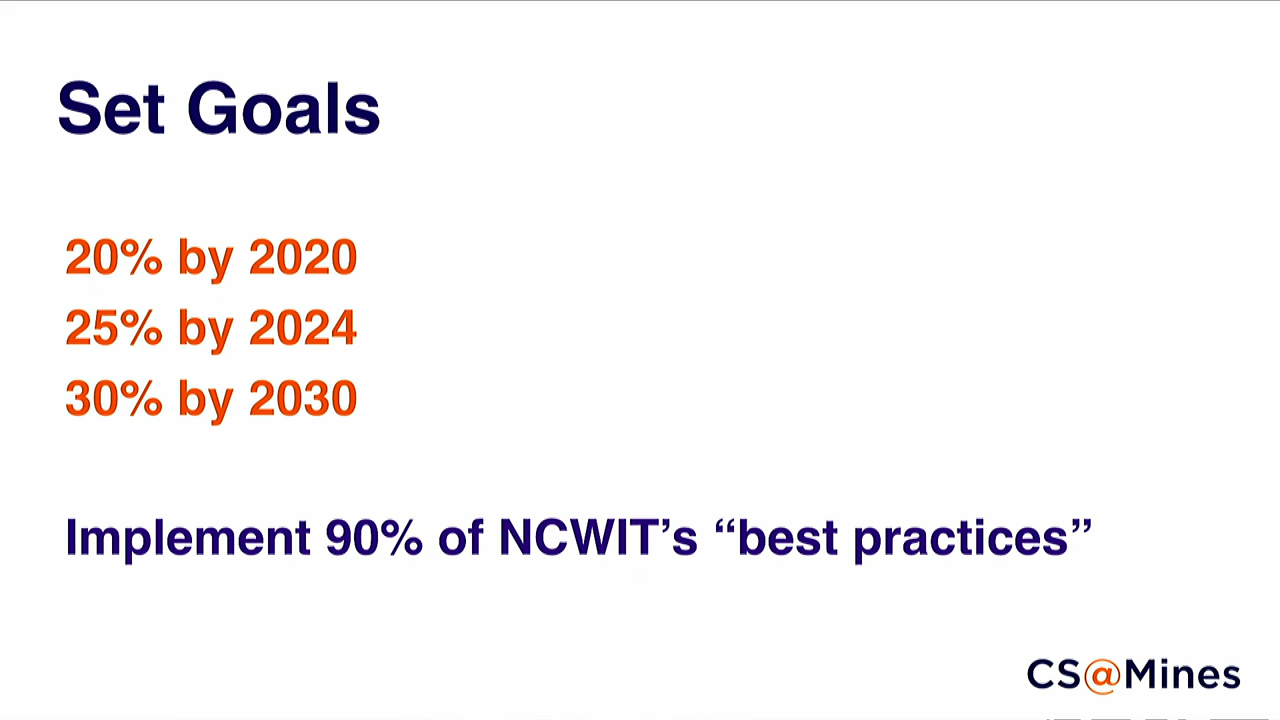 Set Goals
20% by 2020
25% by 2024
30% by 2030
Implement 90% of NCWIT’s “best practices”
CS@Mines